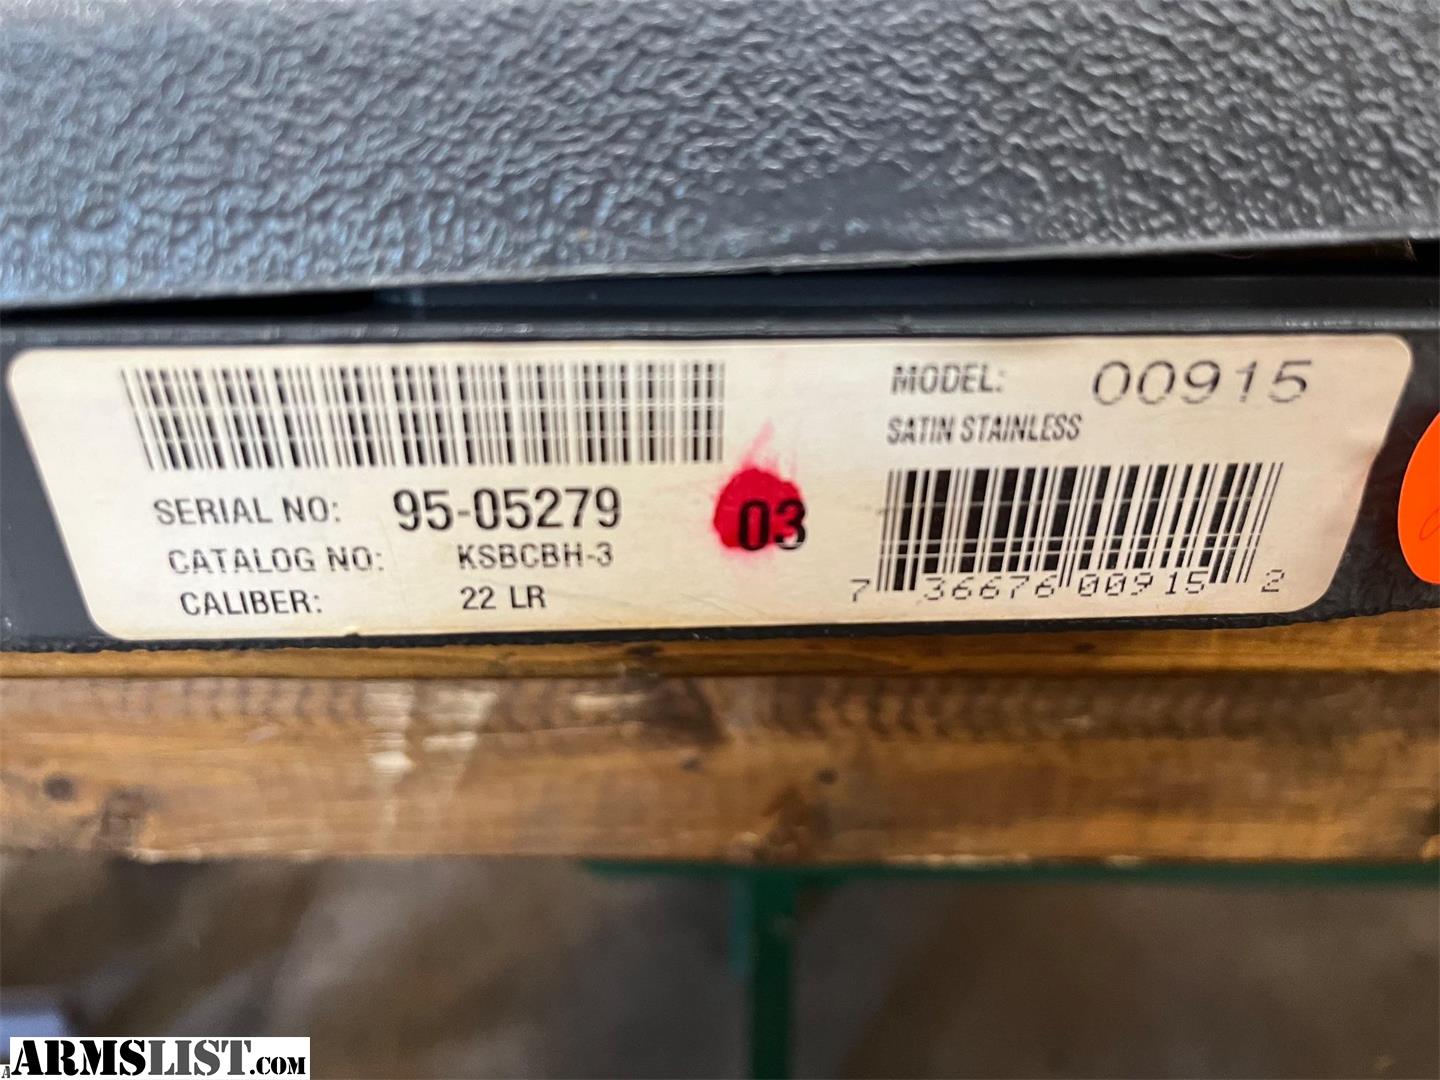 MODEL: 00915
SATIN STAINLESS
SERIAL NO: 95-05279
03
CATALOG NO: KSBCBH-3
CALIBER: 22 LR
7 36676 00915 2
ARMSLIST.COM